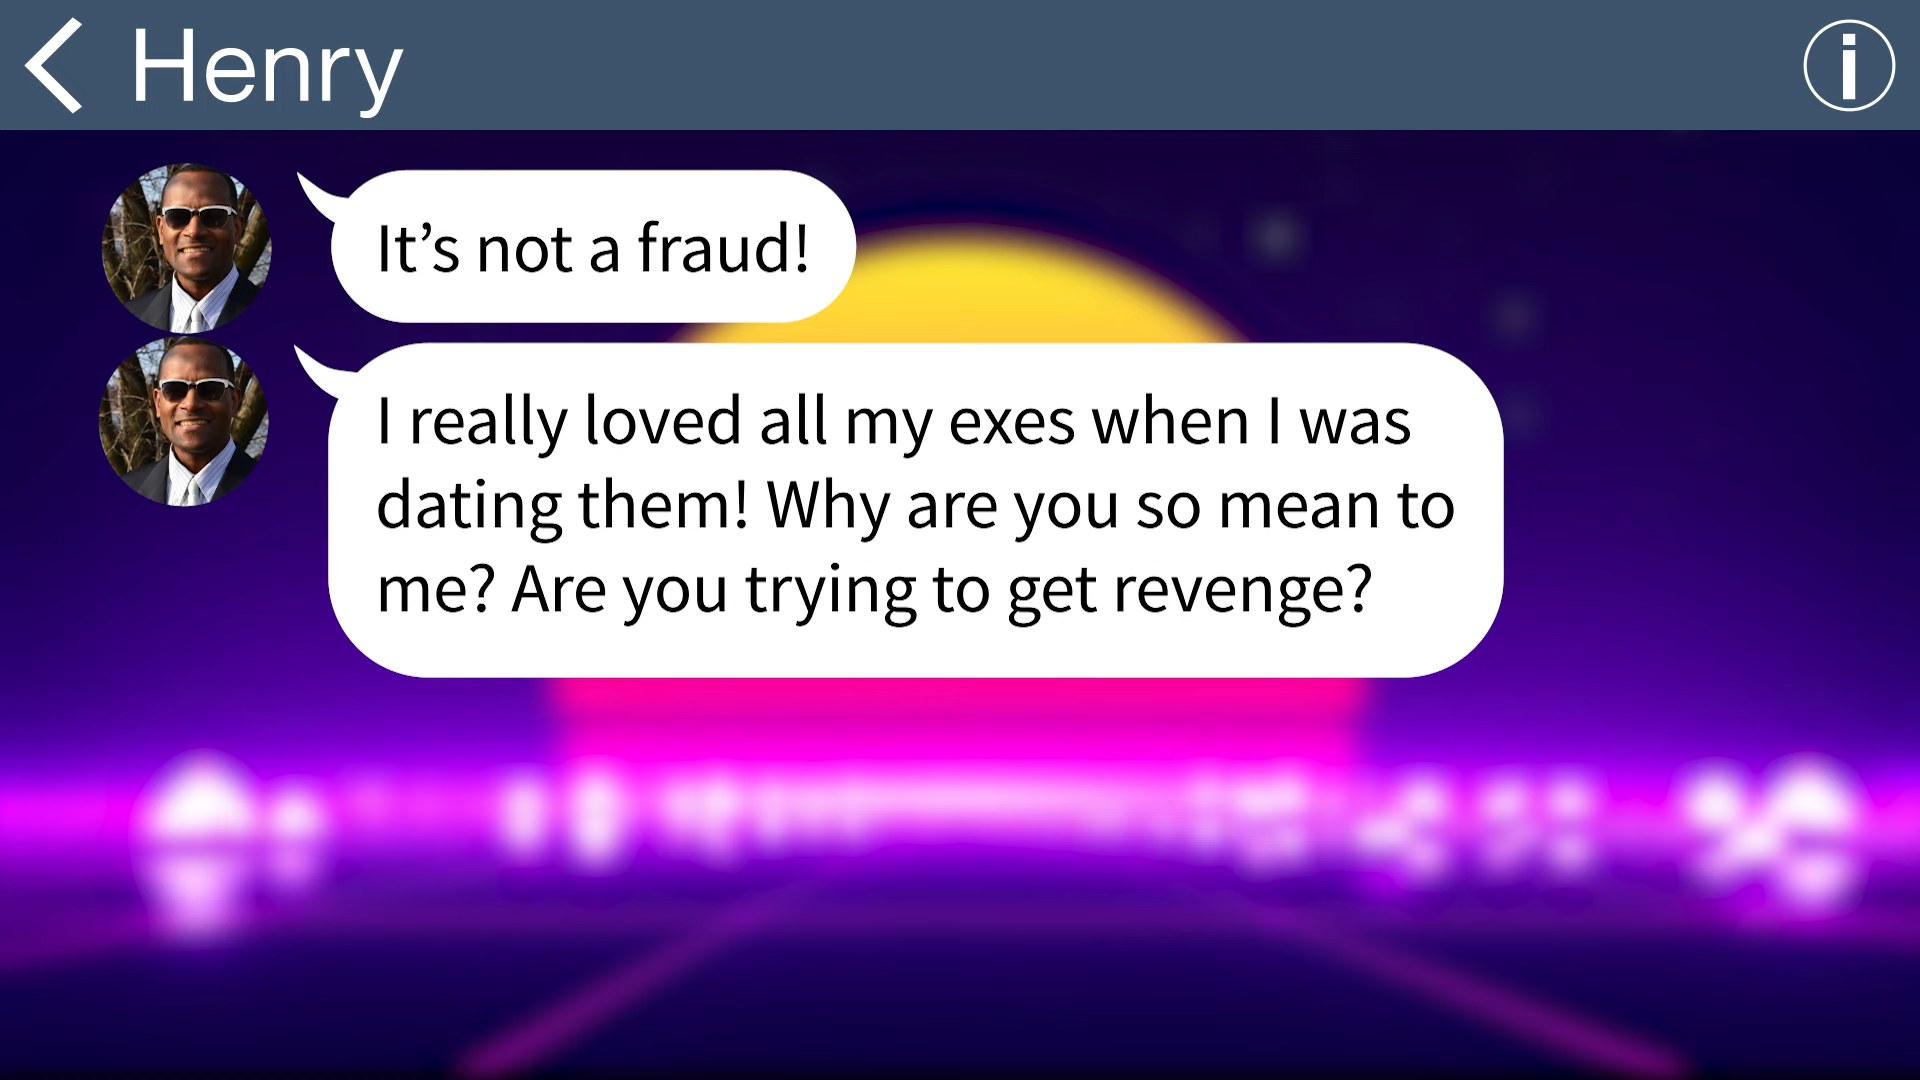 Henry
It’s not a fraud!
I really loved all my exes when I was
dating them! Why are you so mean to
me? Are you trying to get revenge?